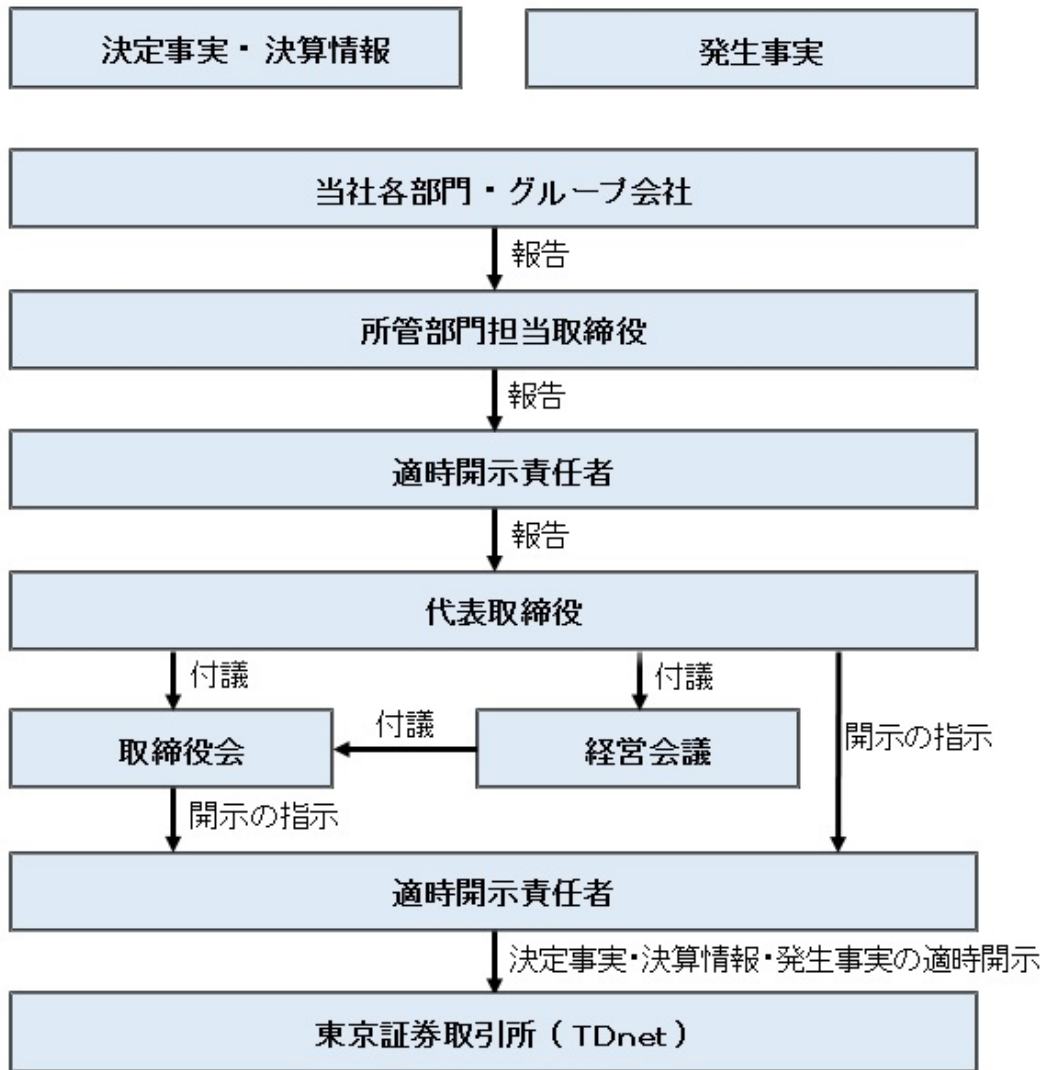 決定事実・決算情報
発生事実
当社各部門・グループ会社
報告
所管部門担当取締役
報告
適時開示責任者
報告
代表取締役
付議
付議
取締役会
付議
経営会議
開示の指示
開示の指示
適時開示責任者
決定事実・決算情報・発生事実の適時開示
東京証券取引所（TDnet）